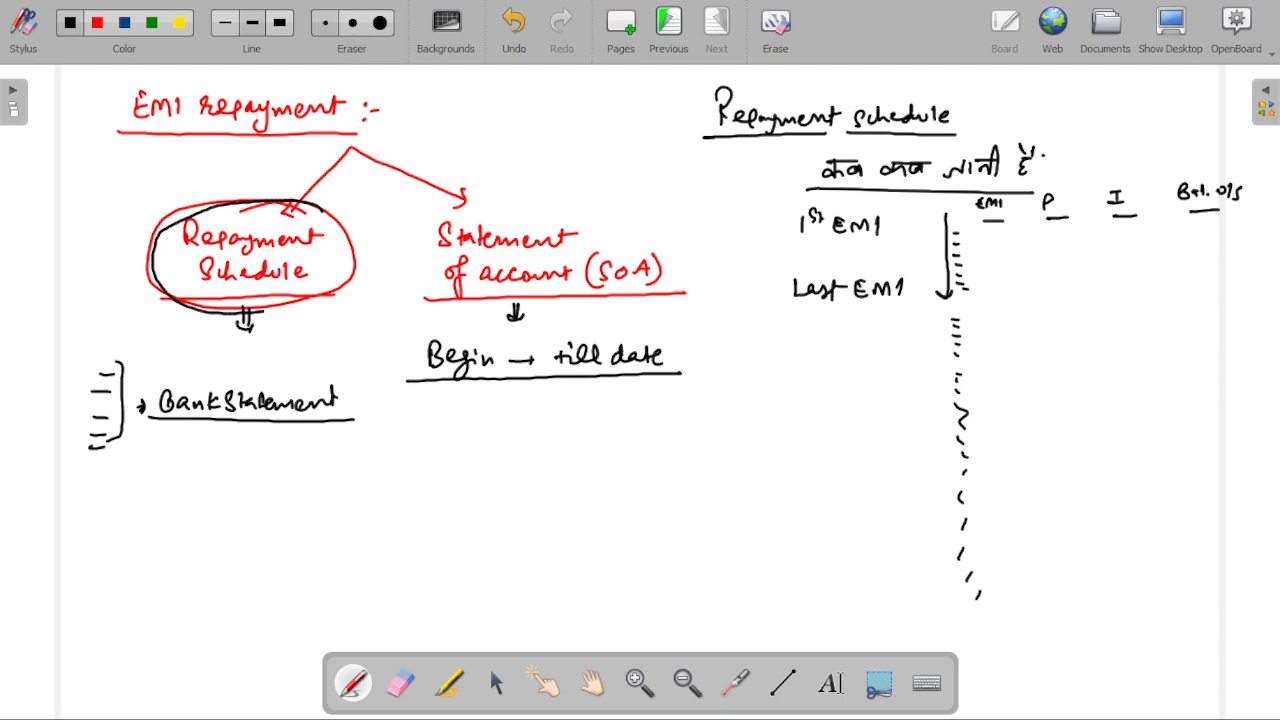 Stylus
Color
Line
Eraser
Backgrounds
Undo
Redo
Pages
Previous
Next
Erase
Board
Web
Documents
Show Desktop
OpenBoard
EMI repayment :-
Repayment
Schedule
Statement
of account (SOA)
Begin → till date
Bank Statement
Repayment schedule
कब कब जानी है
EMI P I Bal. O/S
1st EMI
Last EMI
AI